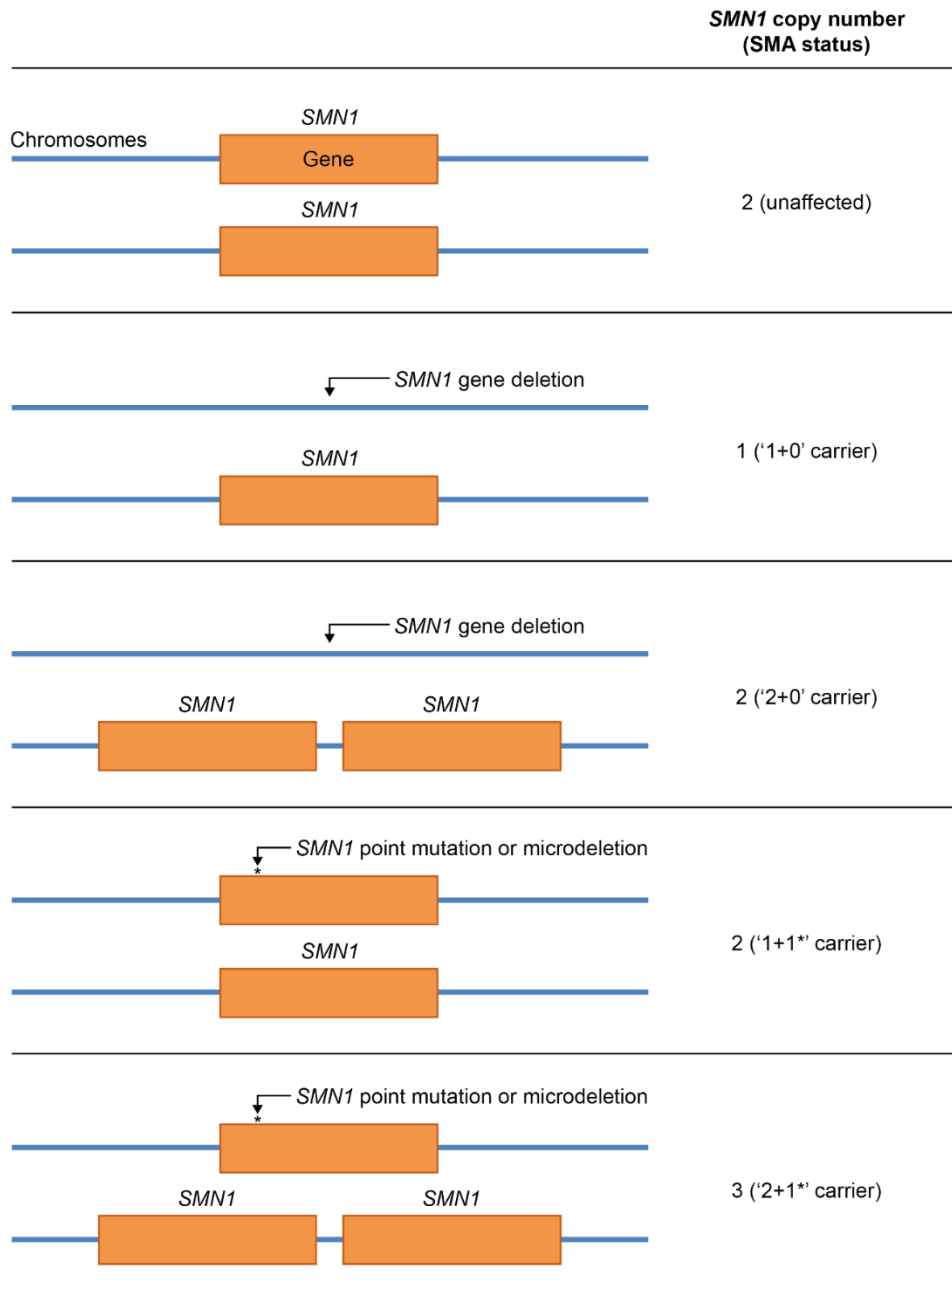 SMN1 copy number
(SMA status)
SMN1
Chromosomes
Gene
SMN1
2 (unaffected)
SMN1 gene deletion
SMN1
1 (‘1+0’ carrier)
SMN1 gene deletion
SMN1 SMN1
2 (‘2+0’ carrier)
SMN1 point mutation or microdeletion
*
SMN1
2 (‘1+1*’ carrier)
SMN1 point mutation or microdeletion
*
SMN1 SMN1
3 (‘2+1*’ carrier)